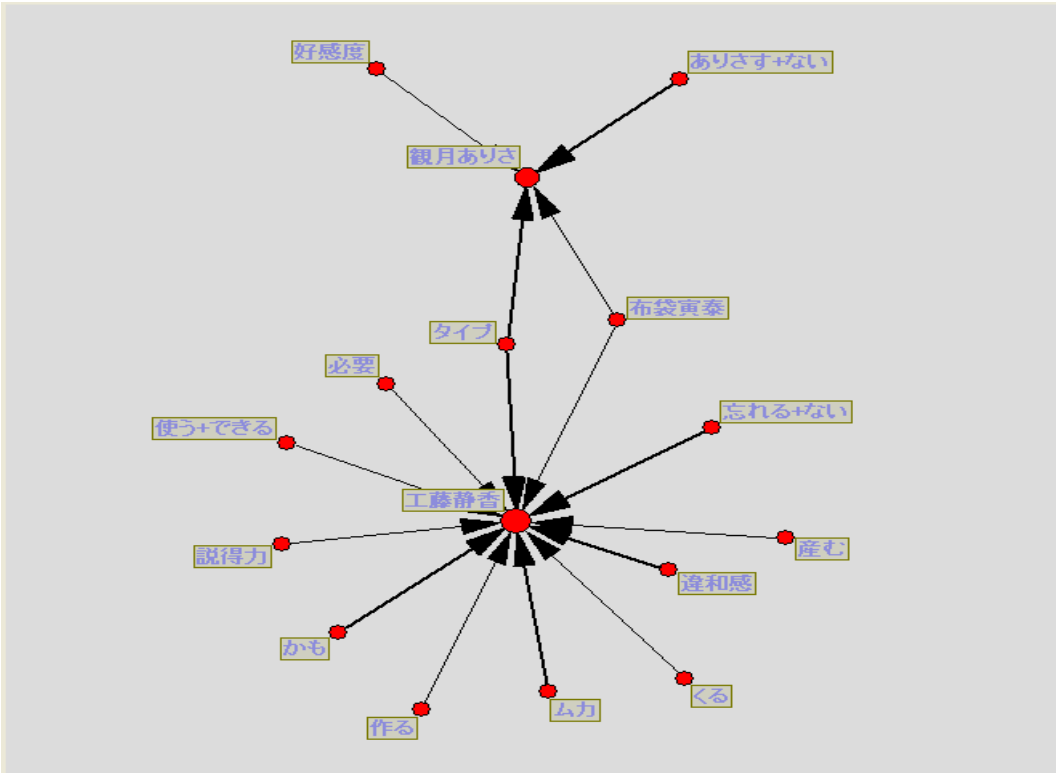 好感度
ありさす+ない
観月ありさ
布袋寅泰
タイプ
必要
忘れる+ない
使う+できる
工藤静香
説得力
産む
違和感
かも
くる
ムカ
作る